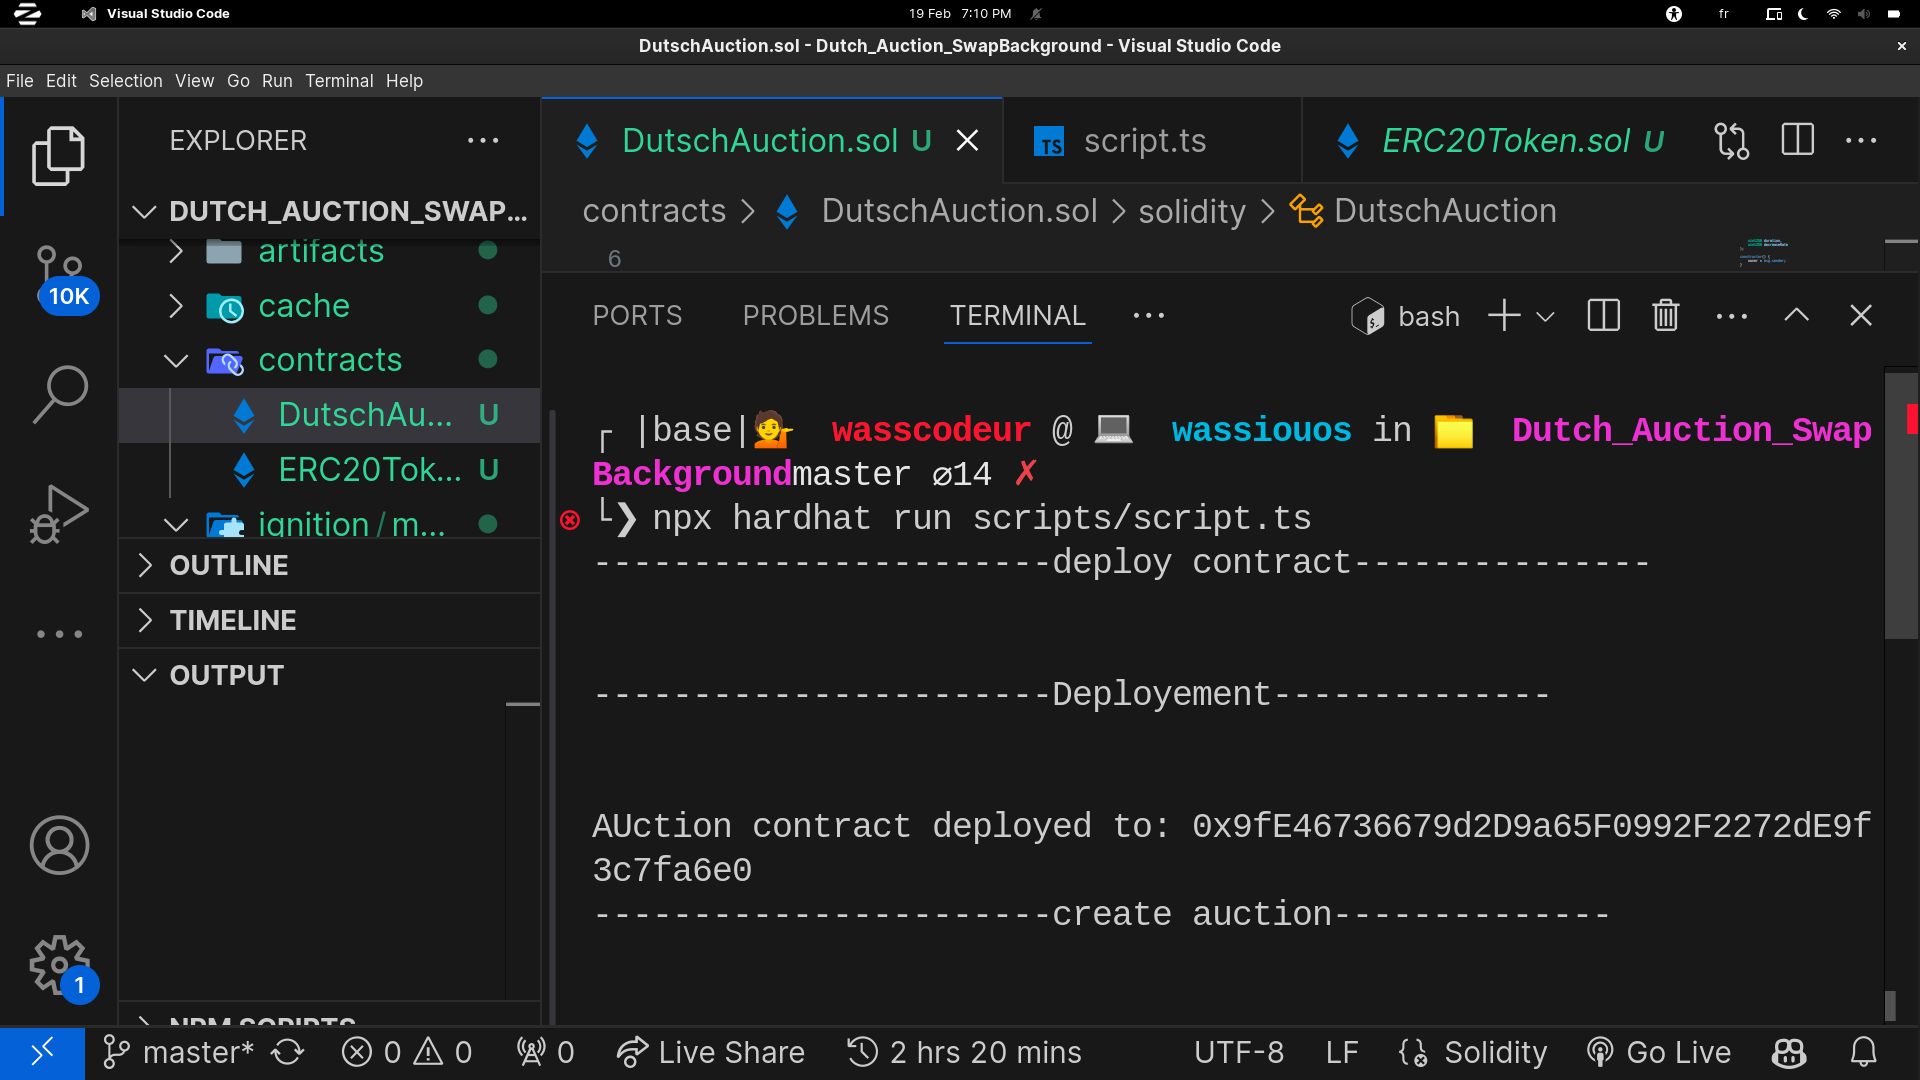 Visual Studio Code
19 Feb 7:10 PM
fr
DutschAuction.sol - Dutch_Auction_SwapBackground - Visual Studio Code
File Edit Selection View Go Run Terminal Help
EXPLORER
DutschAuction.sol U
TS script.ts
ERC20Token.sol U
DUTCH_AUCTION_SWAP...
contracts DutschAuction.sol solidity DutschAuction
artifacts
6
10K
cache
PORTS PROBLEMS TERMINAL
bash
contracts
DutschAu... U
ERC20Tok... U
ignition / m...
OUTLINE
TIMELINE
OUTPUT
NPM SCRIPTS
┌ |base|💁 wasscodeur @ 💻 wassiouos in 📁 Dutch_Auction_Swap
Backgroundmaster ⌀14 ✗
└❯ npx hardhat run scripts/script.ts
-----------------------deploy contract---------------
-----------------------Deployement--------------
AUction contract deployed to: 0x9fE46736679d2D9a65F0992F2272dE9f
3c7fa6e0
-----------------------create auction--------------
1
master* 0 0 0 Live Share 2 hrs 20 mins UTF-8 LF Solidity Go Live